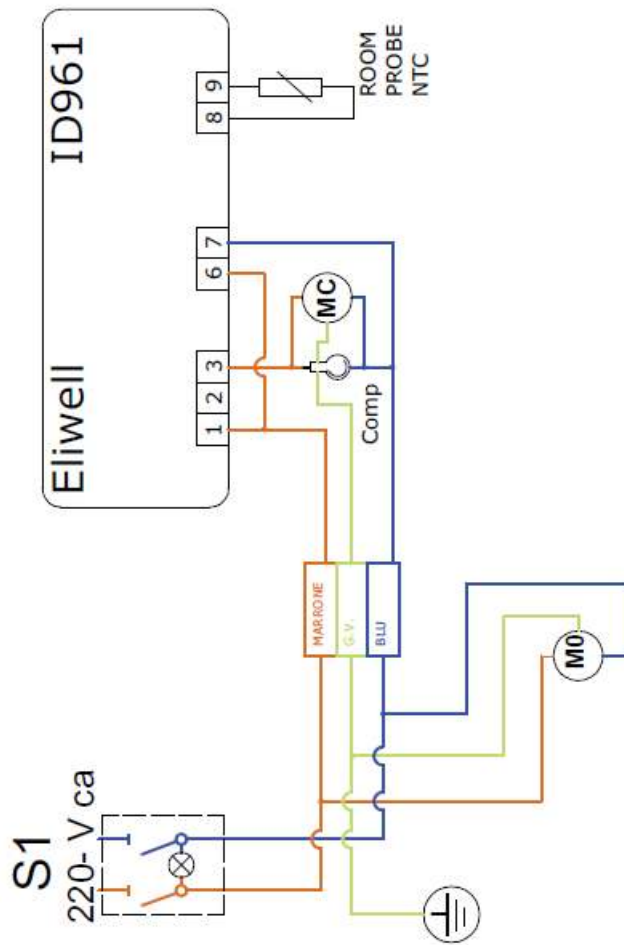 Eliwell ID961
1 2 3 6 7 8 9
ROOM
PROBE
NTC
MC
Comp
MARRONE
G.V.
BLU
M0
S1
220- V ca